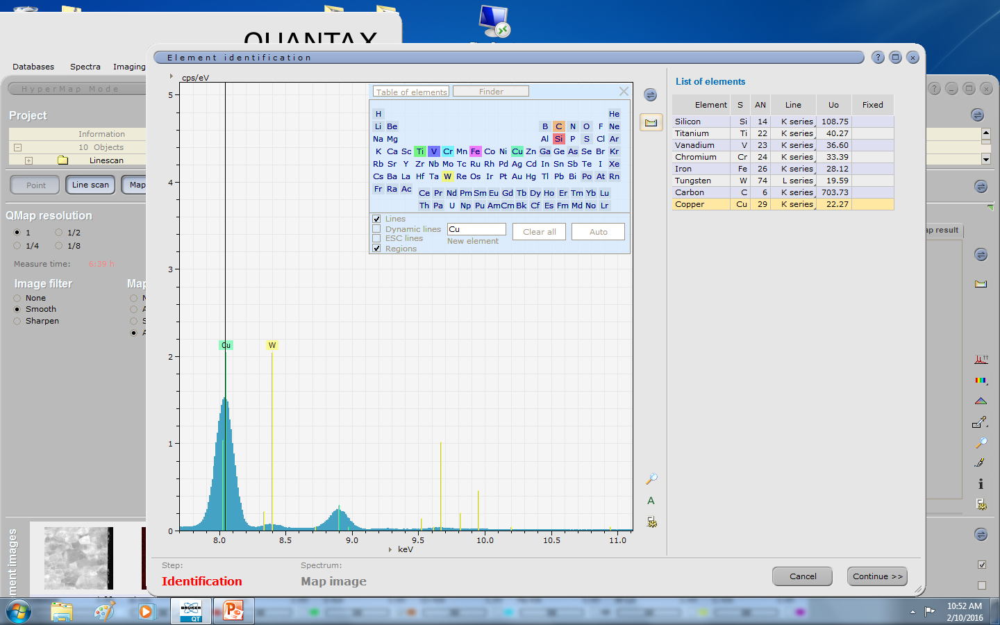 QUANTAX
Databases Spectra Imaging
HyperMap Mode
Project
Information
10 Objects
Linescan
Point Line scan Map
QMap resolution
1 1/2
1/4 1/8
Measure time: 6:39 h
Image filter Map
None
Smooth
Sharpen
Element identification
cps/eV
5
4
3
2
1
0
8.0 8.5 9.0 9.5 10.0 10.5 11.0
keV
Cu W
Table of elements Finder
H He
Li Be B C N O F Ne
Na Mg Al Si P S Cl Ar
K Ca Sc Ti V Cr Mn Fe Co Ni Cu Zn Ga Ge As Se Br Kr
Rb Sr Y Zr Nb Mo Tc Ru Rh Pd Ag Cd In Sn Sb Te I Xe
Cs Ba La Hf Ta W Re Os Ir Pt Au Hg Tl Pb Bi Po At Rn
Fr Ra Ac
Ce Pr Nd Pm Sm Eu Gd Tb Dy Ho Er Tm Yb Lu
Th Pa U Np Pu Am Cm Bk Cf Es Fm Md No Lr
Lines
Dynamic lines
ESC lines
Regions
Cu
New element
Clear all Auto
List of elements
Element S AN Line Uo Fixed
Silicon Si 14 K series 108.75
Titanium Ti 22 K series 40.27
Vanadium V 23 K series 36.60
Chromium Cr 24 K series 33.39
Iron Fe 26 K series 28.12
Tungsten W 74 L series 19.59
Carbon C 6 K series 703.73
Copper Cu 29 K series 22.27
ap result
A
Step: Spectrum:
Identification Map image
Cancel Continue >>
ment images
BRUKER
QT
10:52 AM
2/10/2016